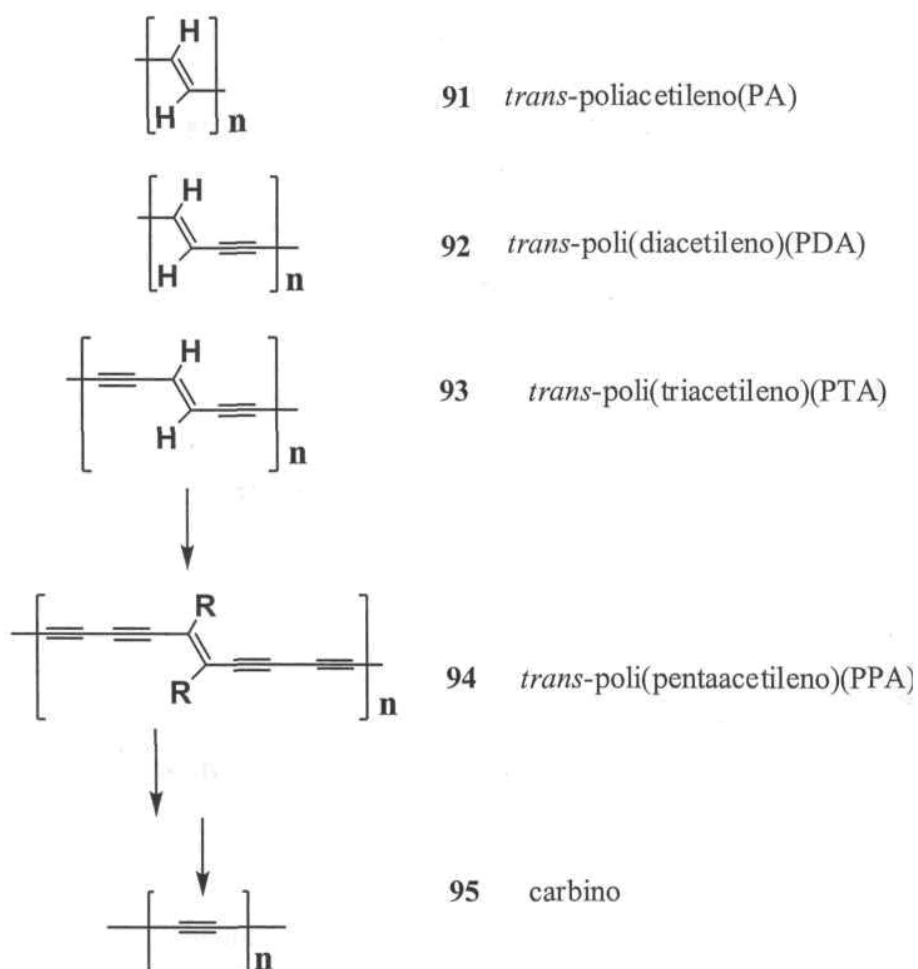 H
H
n
91 trans-poliacetileno(PA)
H
H
n
92 trans-poli(diacetileno)(PDA)
H
H
n
93 trans-poli(triacetileno)(PTA)
R
R
n
94 trans-poli(pentaacetileno)(PPA)
n
95 carbino